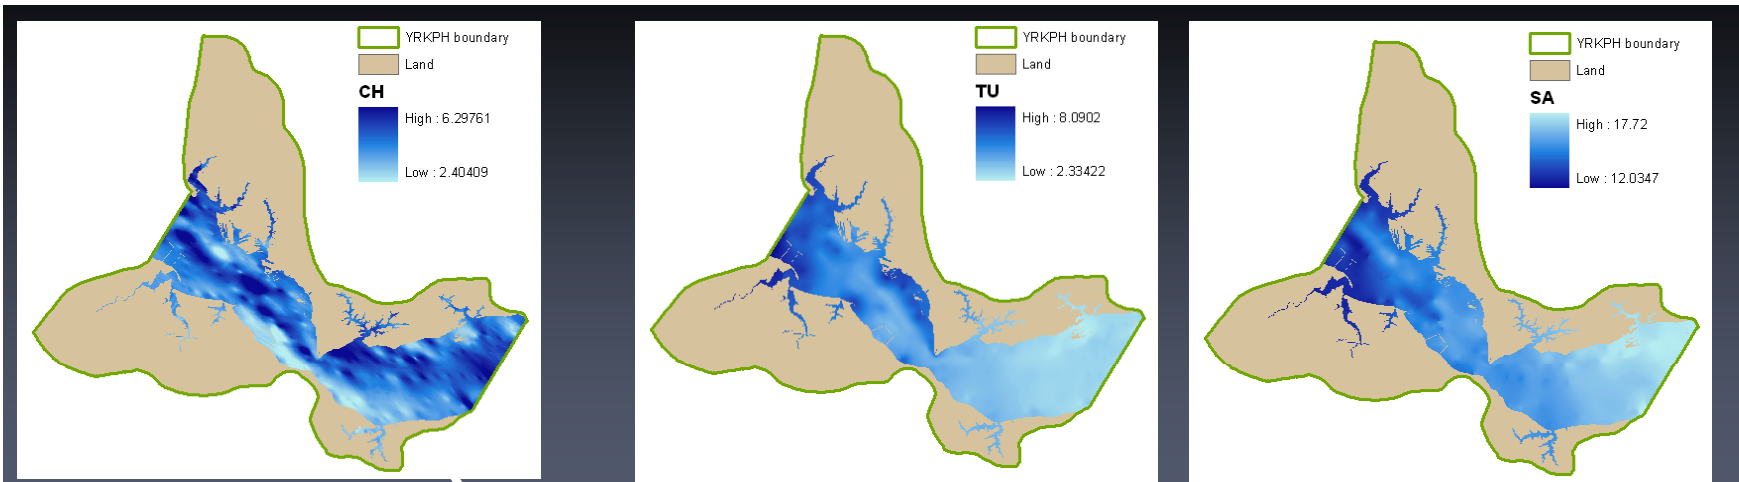 YRKPH boundary
Land
CH
High : 6.29761
Low : 2.40409
YRKPH boundary
Land
TU
High : 8.0902
Low : 2.33422
YRKPH boundary
Land
SA
High : 17.72
Low : 12.0347